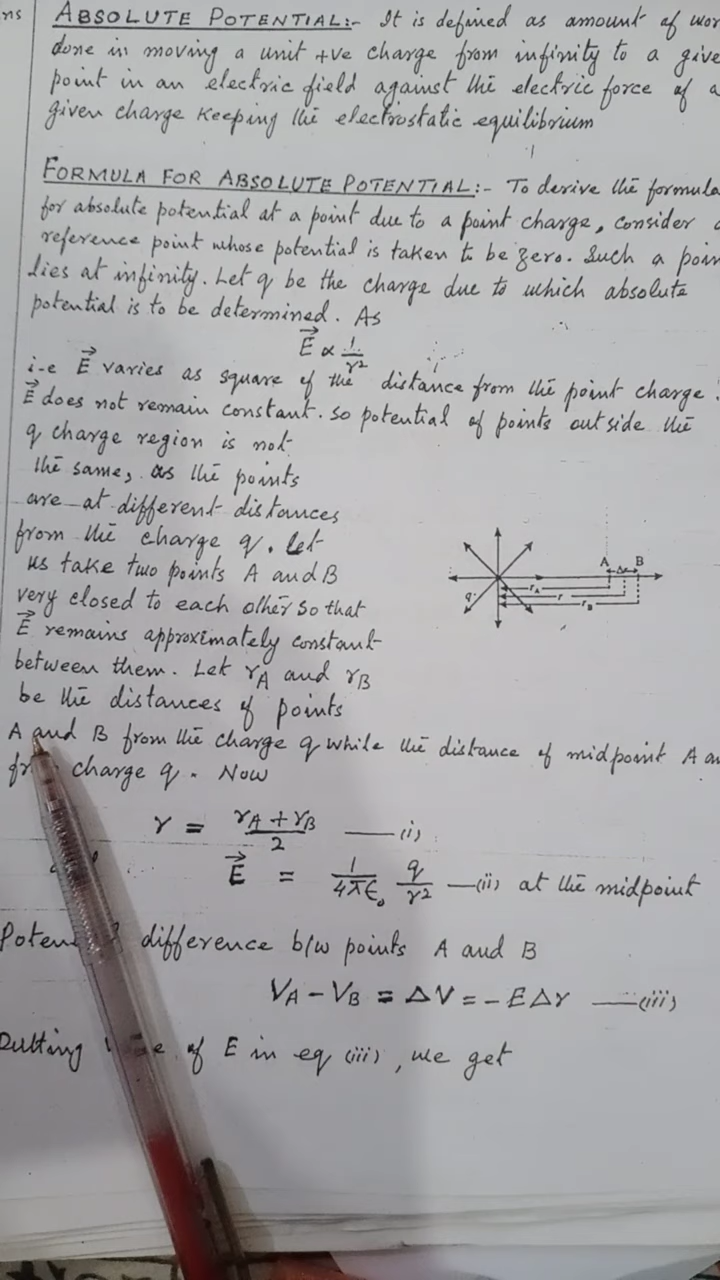 ns
ABSOLUTE POTENTIAL:- It is defined as amount of wor
done in moving a unit +ve charge from infinity to a give
point in an electric field against the electric force of a
given charge keeping the electrostatic equilibrium
FORMULA FOR ABSOLUTE POTENTIAL:- To derive the formula
for absolute potential at a point due to a point charge, consider a
reference point whose potential is taken to be zero. Such a poin
lies at infinity. Let q be the charge due to which absolute
potential is to be determined. As
E⃗ ∝ 1/r²
i-e E⃗ varies as square of the distance from the point charge.
E⃗ does not remain constant. So potential of points outside the
q charge region is not
the same, as the points
are at different distances
from the charge q. Let
us take two points A and B
very closed to each other so that
E⃗ remains approximately constant
between them. Let rA and rB
be the distances of points
A and B from the charge q while the distance of midpoint A a
charge q. Now
A Δr B
q rA
r
rB
r = (rA + rB)/2 —(i)
E⃗ = 1/4πε₀ q/r² —(ii) at the midpoint
Poten difference b/w points A and B
VA - VB = ΔV = -EΔr —(iii)
Putting of E in eq (iii), we get